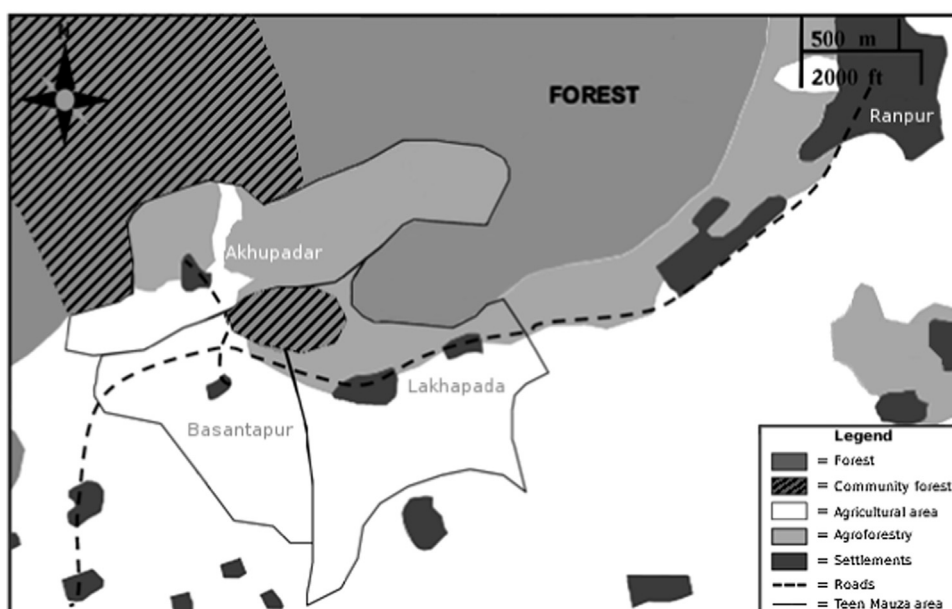 N
500 m
2000 ft
FOREST
Ranpur
Akhupadar
Lakhapada
Basantapur
Legend
= Forest
= Community forest
= Agricultural area
= Agroforestry
= Settlements
= Roads
= Teen Mauza area